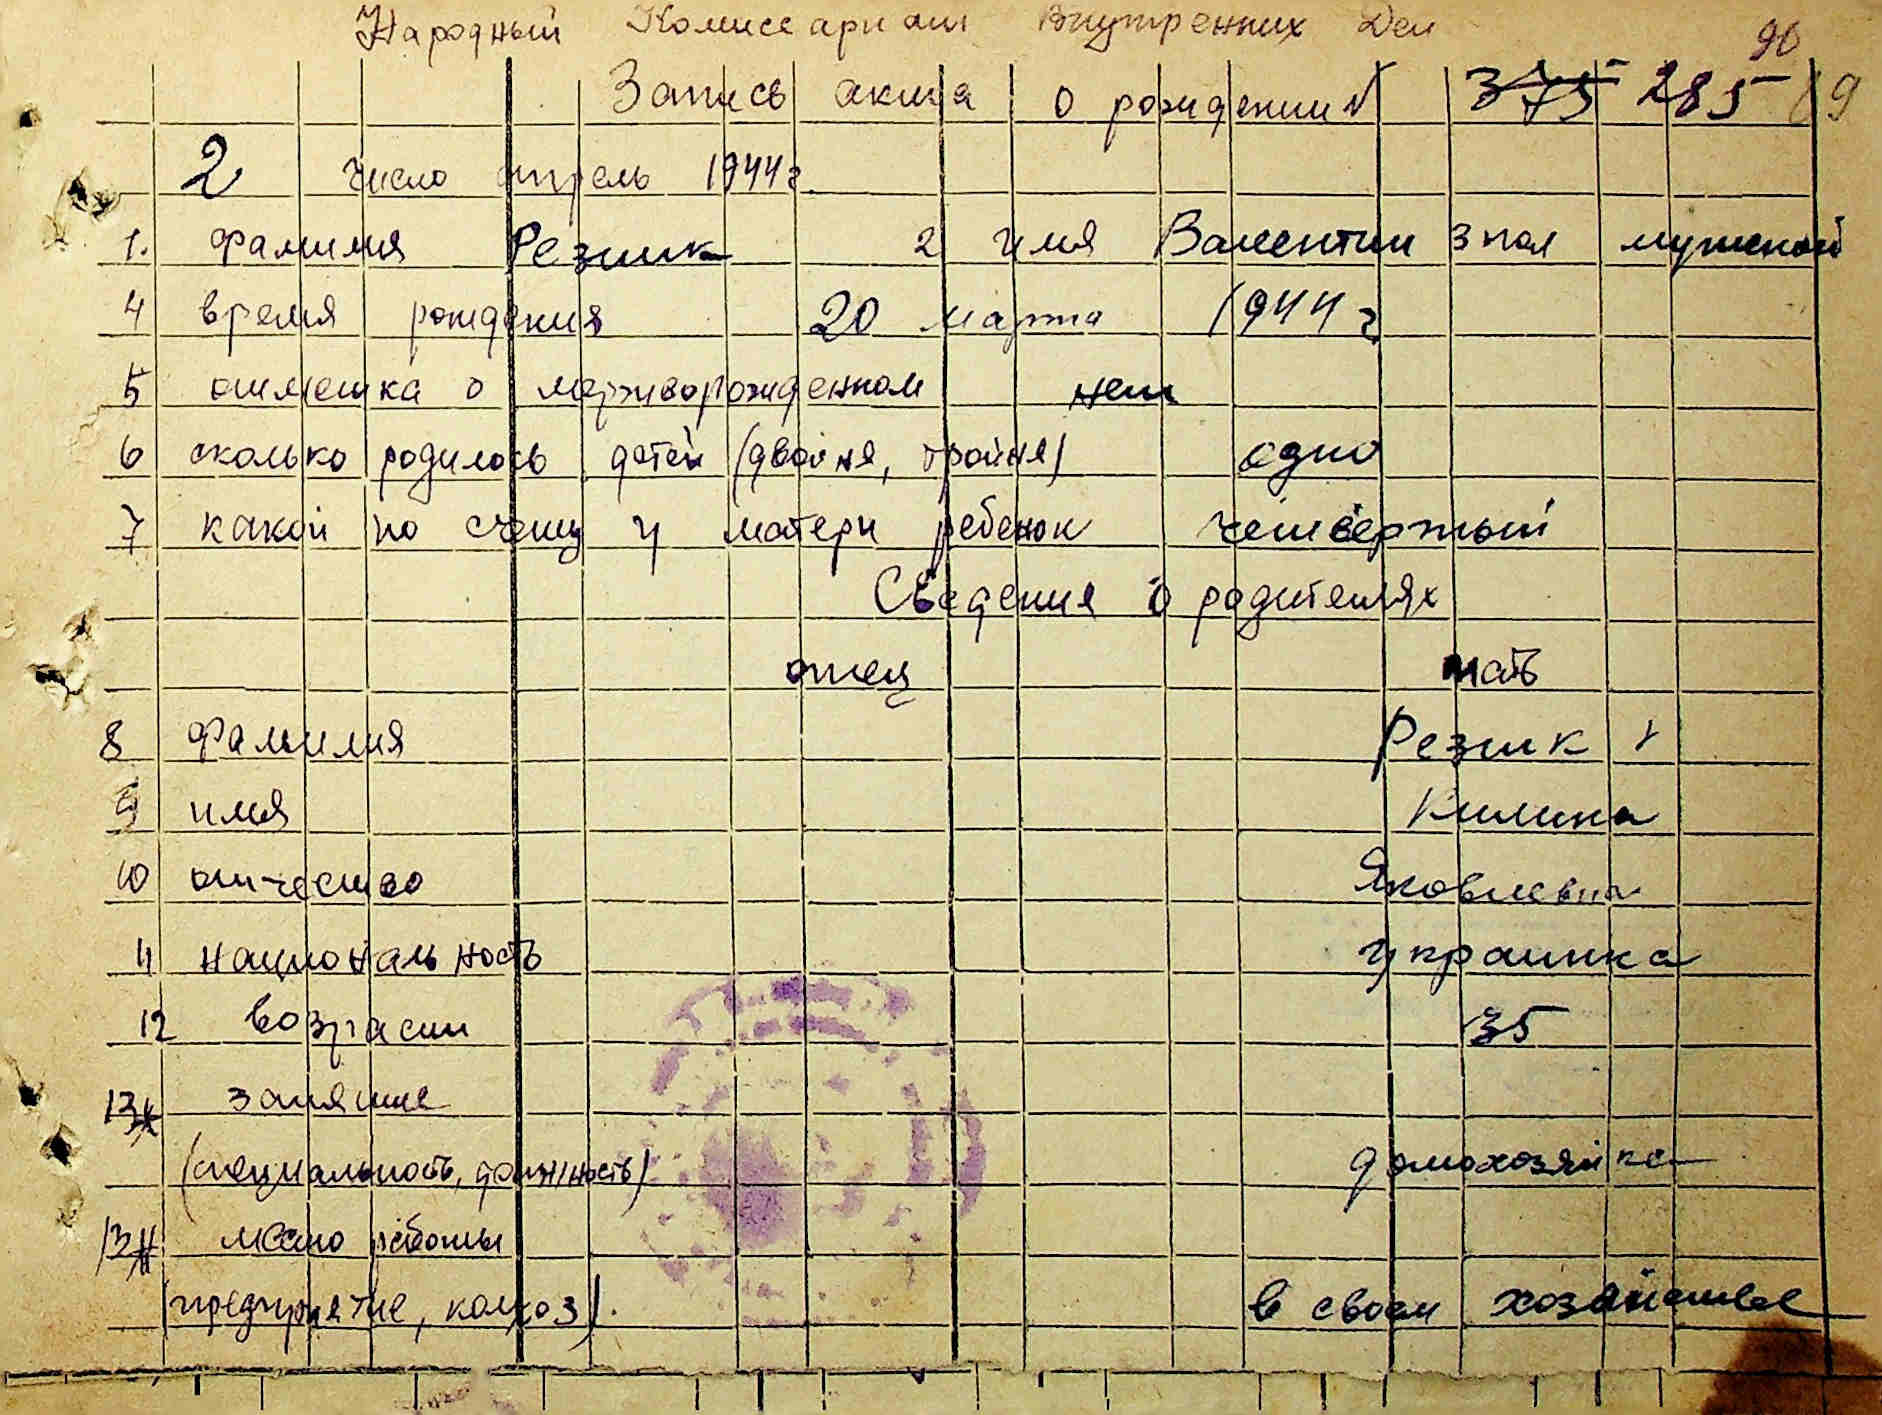 Народный Комиссариат Внутренних Дел
90
Запись акта о рождении N 375 285 89
2 число апрель 1944 г.
1. фамилия Резник 2 имя Валентин 3 пол мужской
4 время рождения 20 марта 1944 г
5 отметка о мертворожденном нет
6 сколько родилось детей (двойня, тройня) одно
7 какой по счету у матери ребенок четвертый
Сведения о родителях
отец мать
8 фамилия Резник
9 имя Килина
10 отчество Яковлевна
11 национальность украинка
12 возраст 35
13 занятие
(специальность, должность) домохозяйка
13 место работы
(предприятие, колхоз). в своем хозяйстве